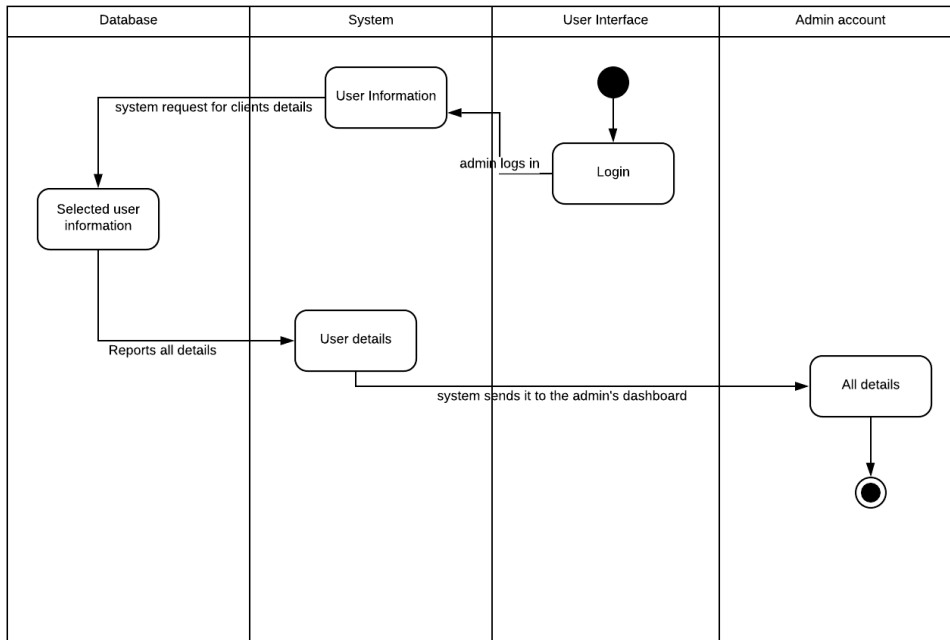 Database
System
User Interface
Admin account
User Information
system request for clients details
admin logs in
Login
Selected user
information
User details
Reports all details
All details
system sends it to the admin's dashboard